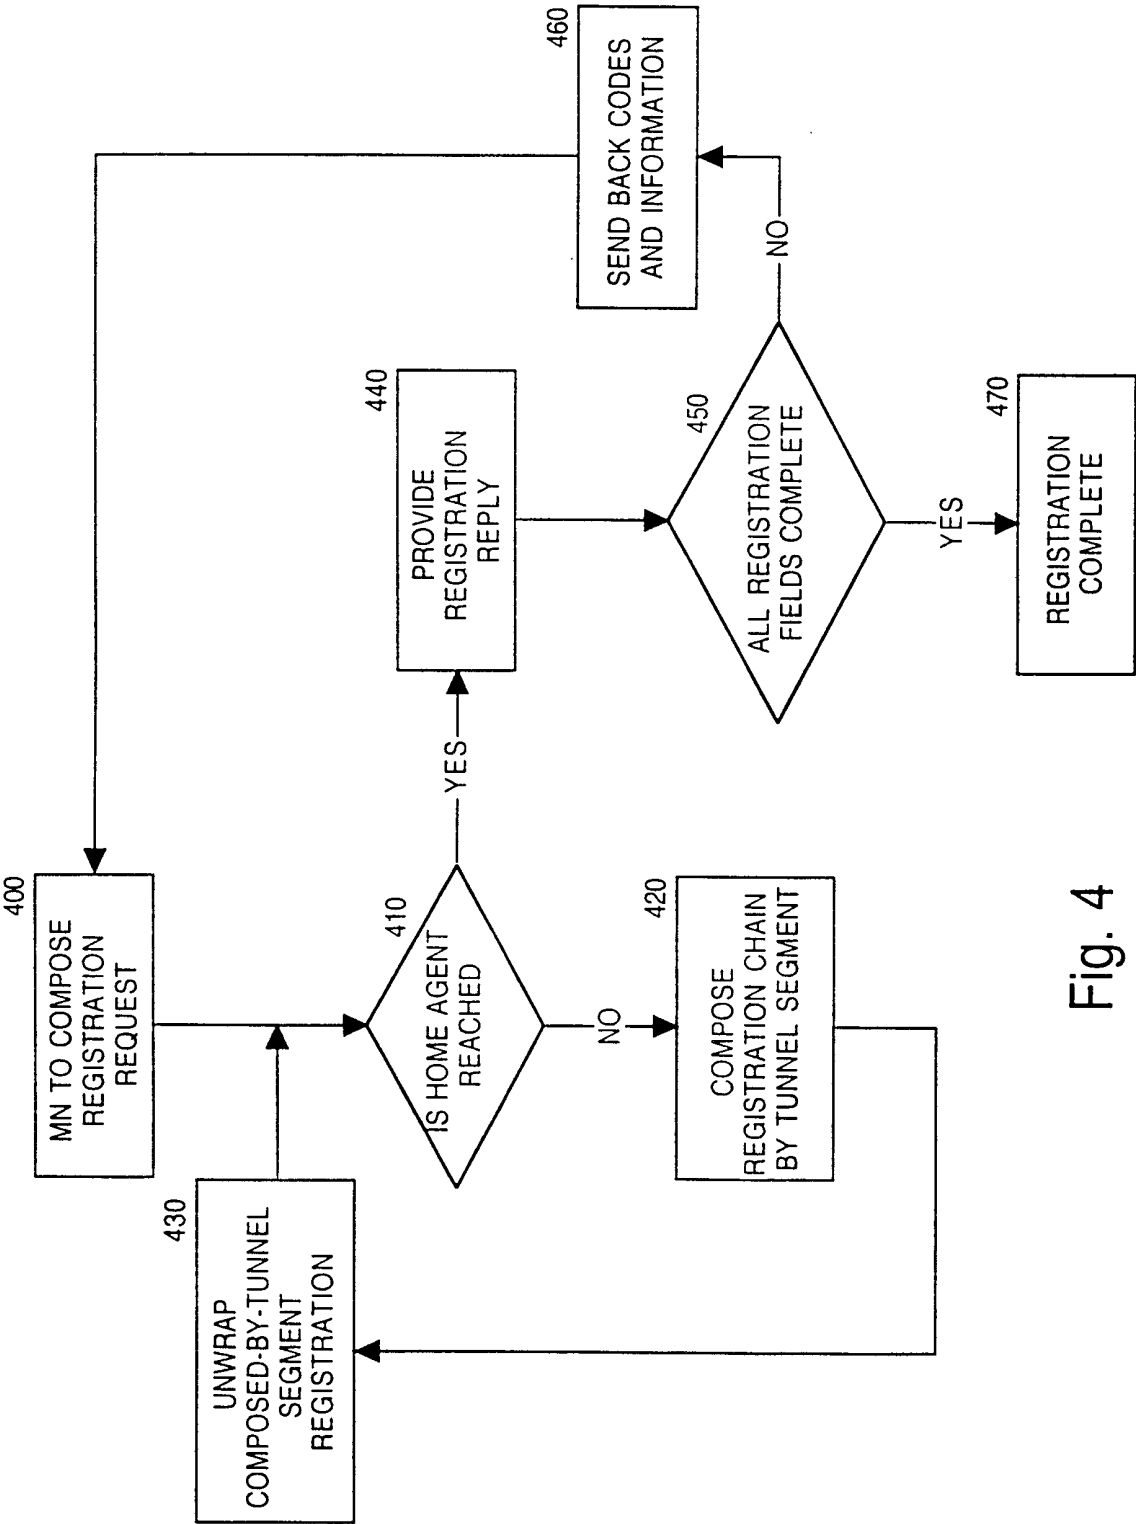 400
MN TO COMPOSE
REGISTRATION
REQUEST
430
UNWRAP
COMPOSED-BY-TUNNEL
SEGMENT
REGISTRATION
410
IS HOME AGENT
REACHED
YES
NO
420
COMPOSE
REGISTRATION CHAIN
BY TUNNEL SEGMENT
440
PROVIDE
REGISTRATION
REPLY
450
ALL REGISTRATION
FIELDS COMPLETE
NO
YES
460
SEND BACK CODES
AND INFORMATION
470
REGISTRATION
COMPLETE
Fig. 4